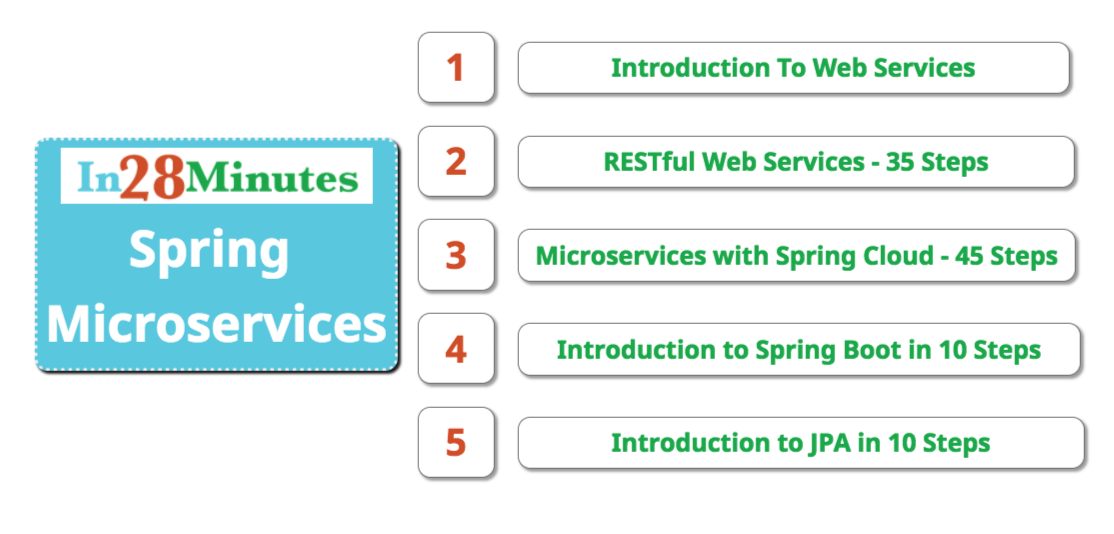 In28Minutes
Spring
Microservices
1
Introduction To Web Services
2
RESTful Web Services - 35 Steps
3
Microservices with Spring Cloud - 45 Steps
4
Introduction to Spring Boot in 10 Steps
5
Introduction to JPA in 10 Steps